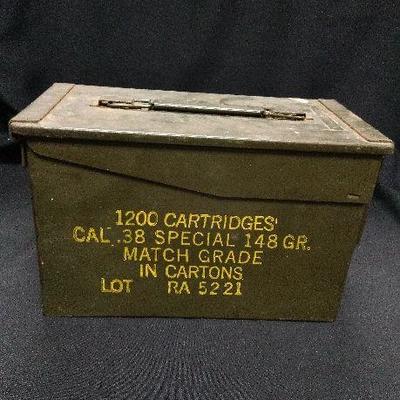 1200 CARTRIDGES
CAL .38 SPECIAL 148 GR.
MATCH GRADE
IN CARTONS
LOT RA 5221